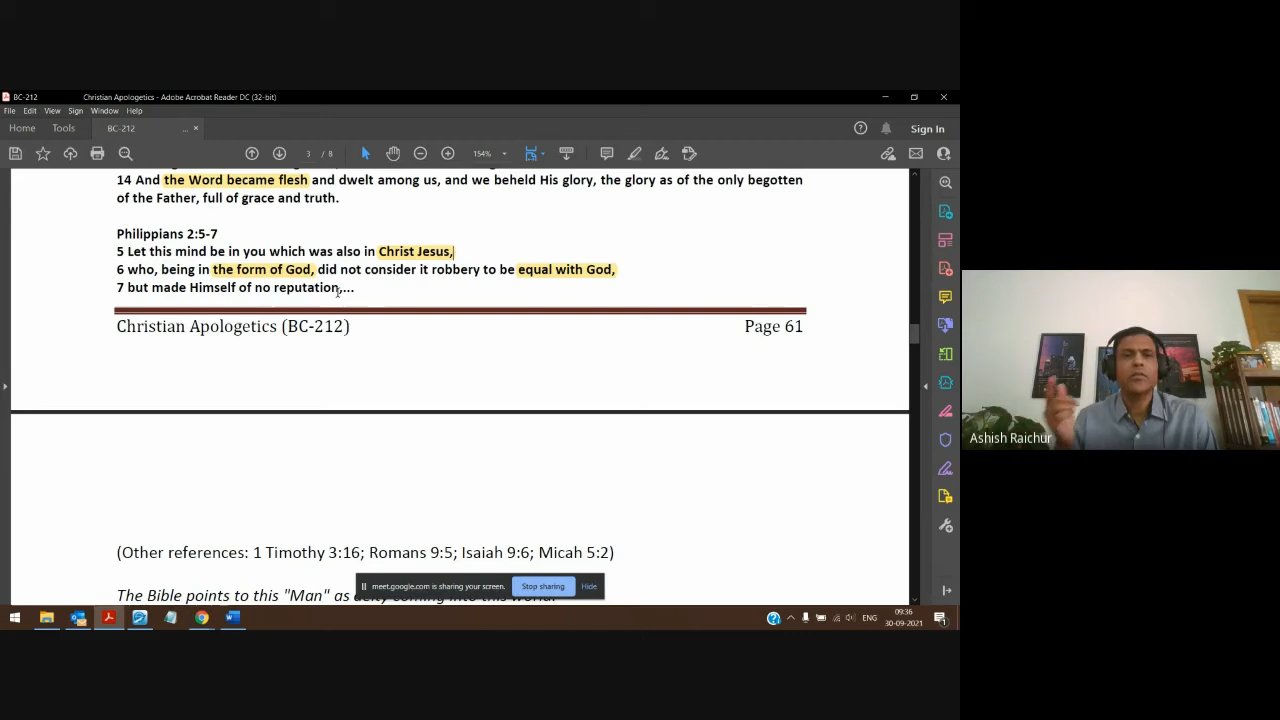 BC-212
Christian Apologetics - Adobe Acrobat Reader DC (32-bit)
File Edit View Sign Window Help
Home Tools BC-212 ... × Sign In
3 / 8 154%
14 And the Word became flesh and dwelt among us, and we beheld His glory, the glory as of the only begotten
of the Father, full of grace and truth.
Philippians 2:5-7
5 Let this mind be in you which was also in Christ Jesus,
6 who, being in the form of God, did not consider it robbery to be equal with God,
7 but made Himself of no reputation,...
Christian Apologetics (BC-212) Page 61
(Other references: 1 Timothy 3:16; Romans 9:5; Isaiah 9:6; Micah 5:2)
The Bible points to this "Man" as deity coming into this world.
meet.google.com is sharing your screen. Stop sharing Hide
ENG 09:36
30-09-2021
Ashish Raichur